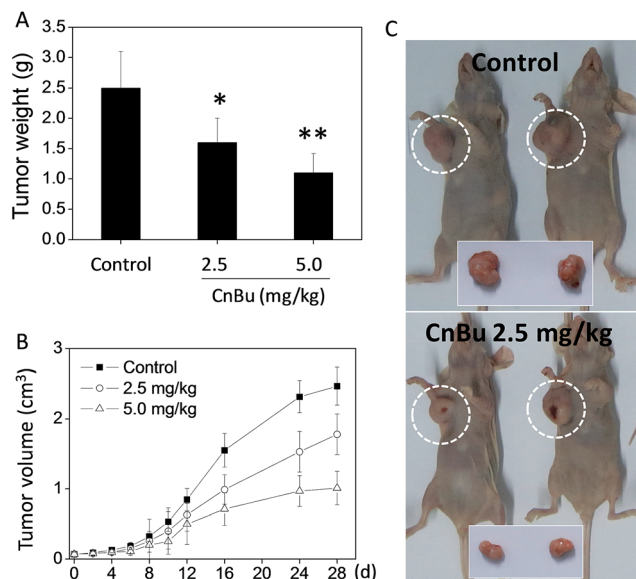 A
Tumor weight (g)
3.5
3.0
2.5
2.0
1.5
1.0
0.5
0.0
*
**
Control
2.5
5.0
CnBu (mg/kg)
B
Tumor volume (cm³)
3
2
1
0
Control
2.5 mg/kg
5.0 mg/kg
0 4 8 12 16 20 24 28 (d)
C
Control
CnBu 2.5 mg/kg